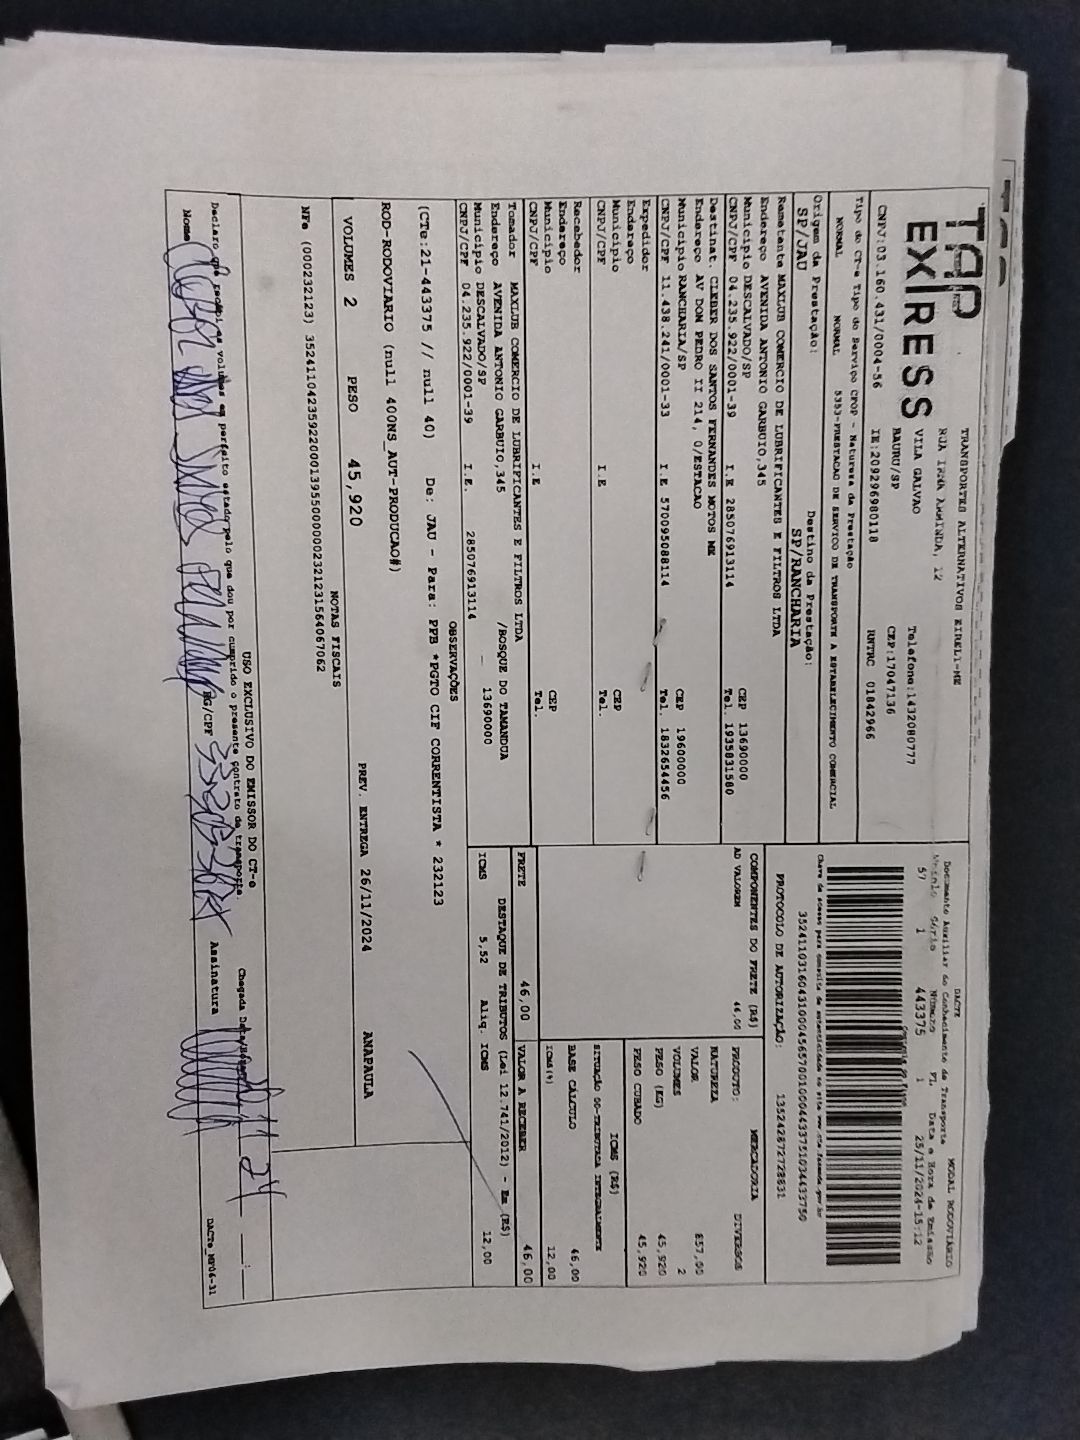 TAP
EXPRESS
TRANSPORTES ALTERNATIVOS EIRELI-ME
RUA IRMA ARMINDA, 12
VILA GALVAO
BAURU/SP
Telefone:1432080777
CEP:17047136
CNPJ:03.160.431/0004-56 IE:209296980118 RNTRC 01842966
Tipo do CT-e Tipo do Serviço CFOP - Natureza da Prestação
NORMAL NORMAL 5353-PRESTACAO DE SERVICO DE TRANSPORTE A ESTABELECIMENTO COMERCIAL
Origem da Prestação: Destino da Prestação:
SP/JAU SP/RANCHARIA
Remetente MAXLUB COMERCIO DE LUBRIFICANTES E FILTROS LTDA
Endereço AVENIDA ANTONIO GARBUIO,345
Município DESCALVADO/SP CEP 13690000
CNPJ/CPF 04.235.922/0001-39 I.E 285076913114 Tel. 1935831580
Destinat. CLEBER DOS SANTOS FERNANDES MOTOS ME
Endereço AV DOM PEDRO II 214, 0/ESTACAO
Município RANCHARIA/SP CEP 19600000
CNPJ/CPF 11.438.241/0001-33 I.E 570095088114 Tel. 1832654456
Expedidor
Endereço
Município CEP
CNPJ/CPF I.E Tel.
Recebedor
Endereço
Município CEP
CNPJ/CPF I.E Tel.
Tomador MAXLUB COMERCIO DE LUBRIFICANTES E FILTROS LTDA
Endereço AVENIDA ANTONIO GARBUIO,345 /BOSQUE DO TAMANDUA
Município DESCALVADO/SP 13690000
CNPJ/CPF 04.235.922/0001-39 I.E. 285076913114
DACTE MODAL RODOVIÁRIO
Documento Auxiliar do Conhecimento de Transporte
Modelo Série Número FL Data e Hora de Emissão
57 1 443375 1 25/11/2024-15:12
Chave de acesso para consulta de autenticidade no site www.cte.fazenda.gov.br
PROTOCOLO DE AUTORIZAÇÃO:
COMPONENTES DO FRETE (R$)
AD VALOREM 46,00
FRETE 46,00
PRODUTO: MERCADORIA
NATUREZA DIVERSOS
VALOR 857,00
VOLUMES 2
PESO (KG) 45,920
PESO CUBADO 45,920
ICMS (R$)
SITUAÇÃO 00-TRIBUTADA INTEGRALMENTE
BASE CÁLCULO 46,00
ICMS(%) 12,00
VALOR A RECEBER 46,00
DESTAQUE DE TRIBUTOS (Lei 12.741/2012) - Em (R$)
ICMS 5,52 Aliq. ICMS 12,00
OBSERVAÇÕES
(CTe:21-443375 // null 40) De: JAU - Para: PPB *PGTO CIF CORRENTISTA * 232123
ROD-RODOVIARIO (null 400NS_AUT-PRODUCAO#)
VOLUMES 2 PESO 45,920 PREV. ENTREGA 26/11/2024 ANAPAULA
NOTAS FISCAIS
NFe (000232123)
USO EXCLUSIVO DO EMISSOR DO CT-e
Declaro que recebi os volumes em perfeito estado pelo que dou por cumprido o presente contrato de transporte.
Chegada Data/Hora
11 24
Nome RG/CPF Assinatura
DACTe_MP06-31